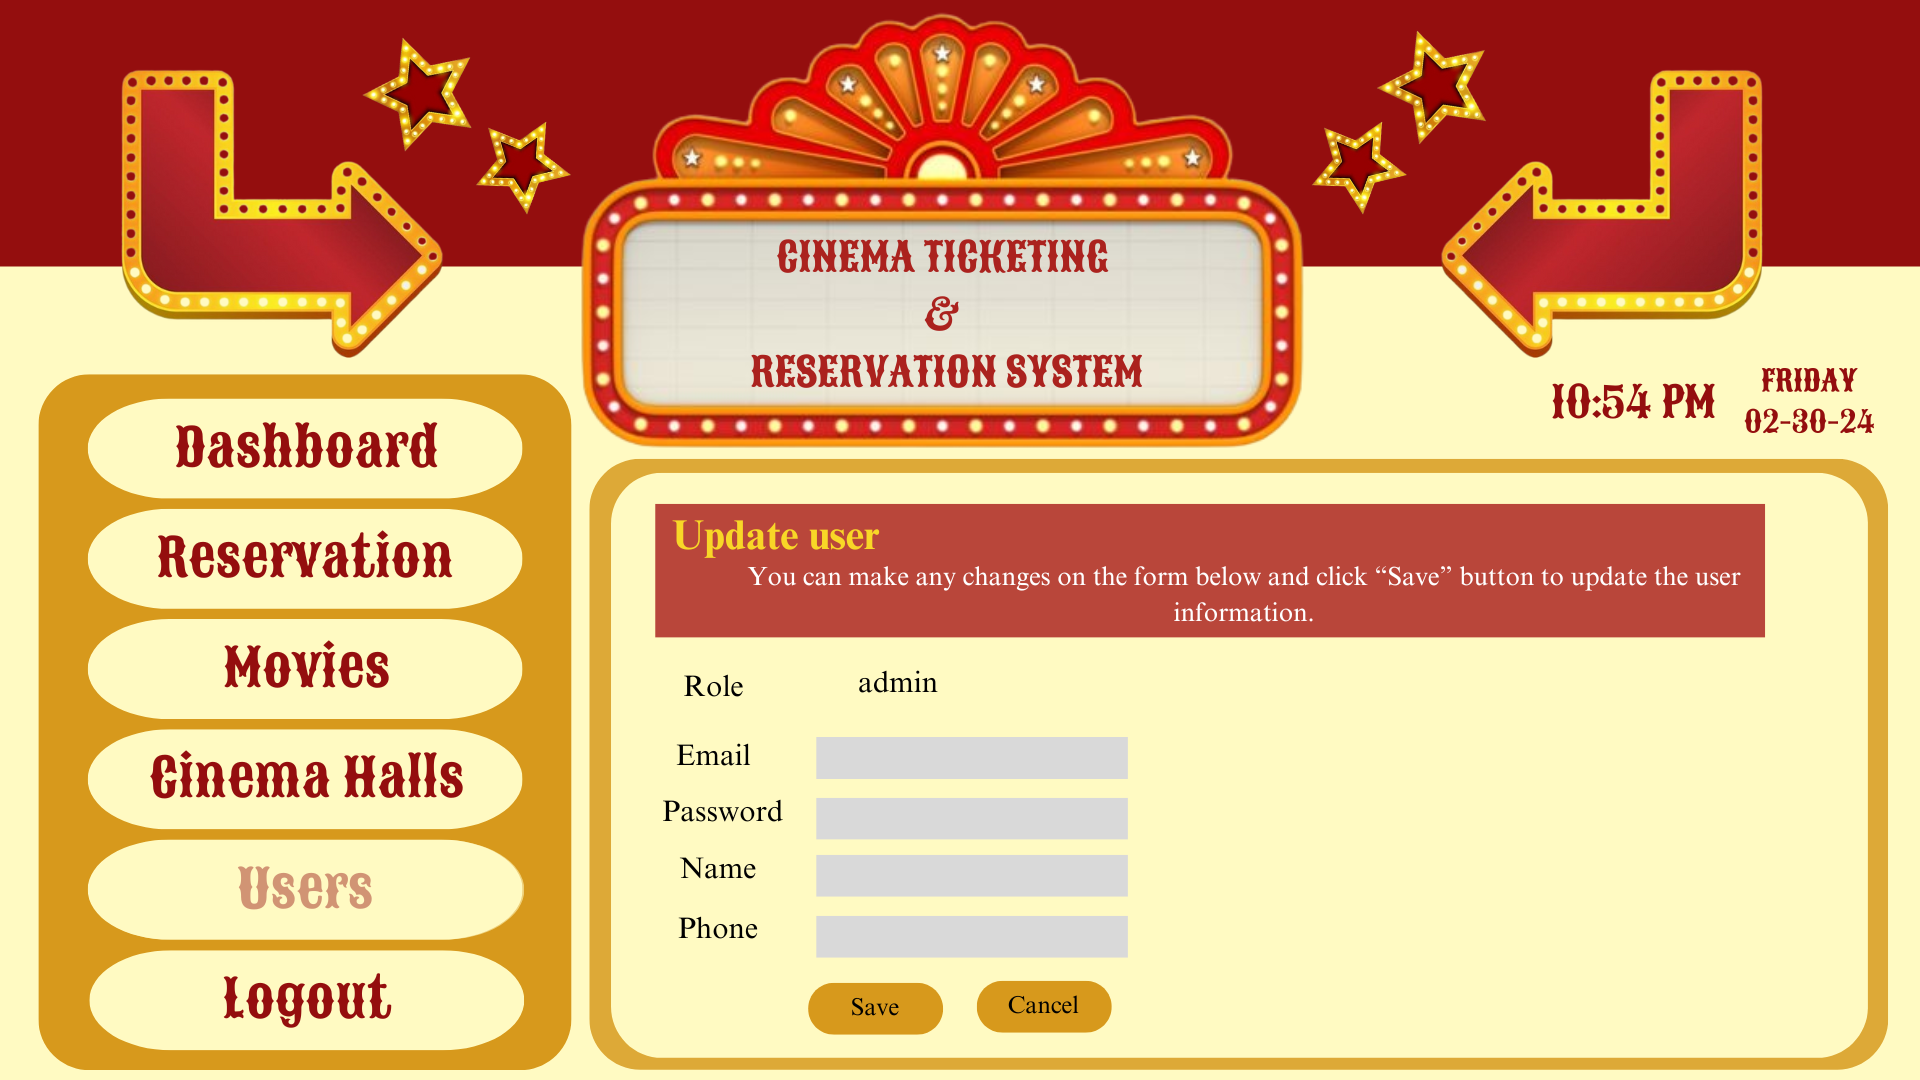 CINEMA TICKETING
&
RESERVATION SYSTEM
10:54 PM
FRIDAY
02-30-24
Dashboard
Reservation
Movies
Cinema Halls
Users
Logout
Update user
You can make any changes on the form below and click “Save” button to update the user
information.
Role admin
Email
Password
Name
Phone
Save Cancel